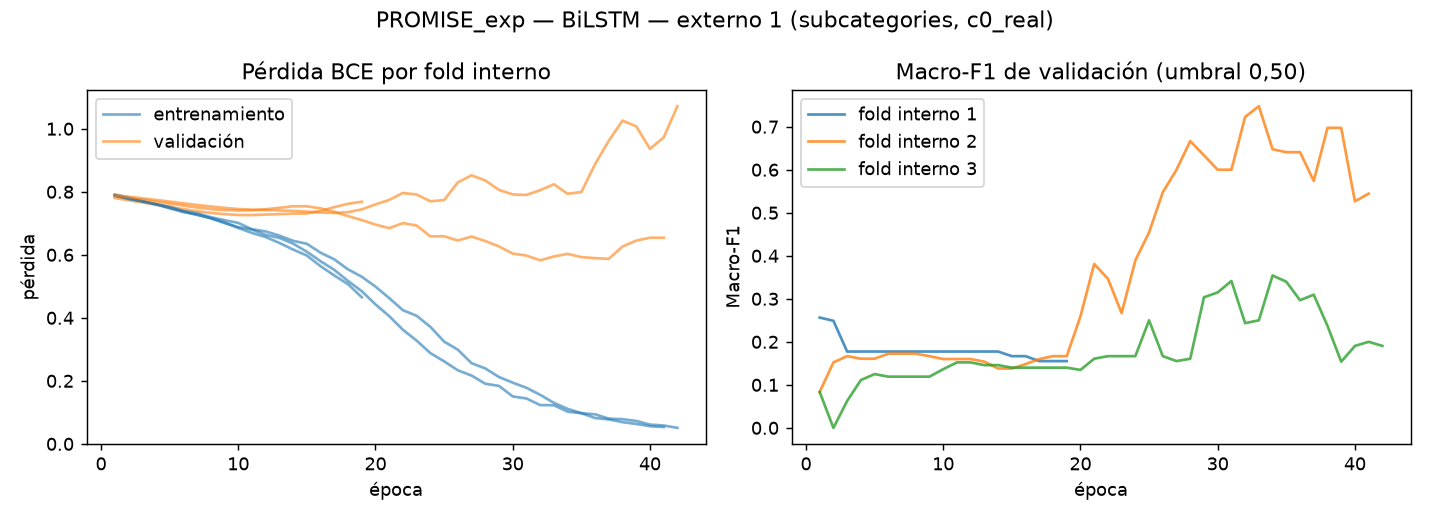 PROMISE_exp — BiLSTM — externo 1 (subcategories, c0_real)
Pérdida BCE por fold interno
entrenamiento
validación
pérdida
1.0
0.8
0.6
0.4
0.2
0.0
0
10
20
30
40
época
Macro-F1 de validación (umbral 0,50)
fold interno 1
fold interno 2
fold interno 3
Macro-F1
0.7
0.6
0.5
0.4
0.3
0.2
0.1
0.0
0
10
20
30
40
época